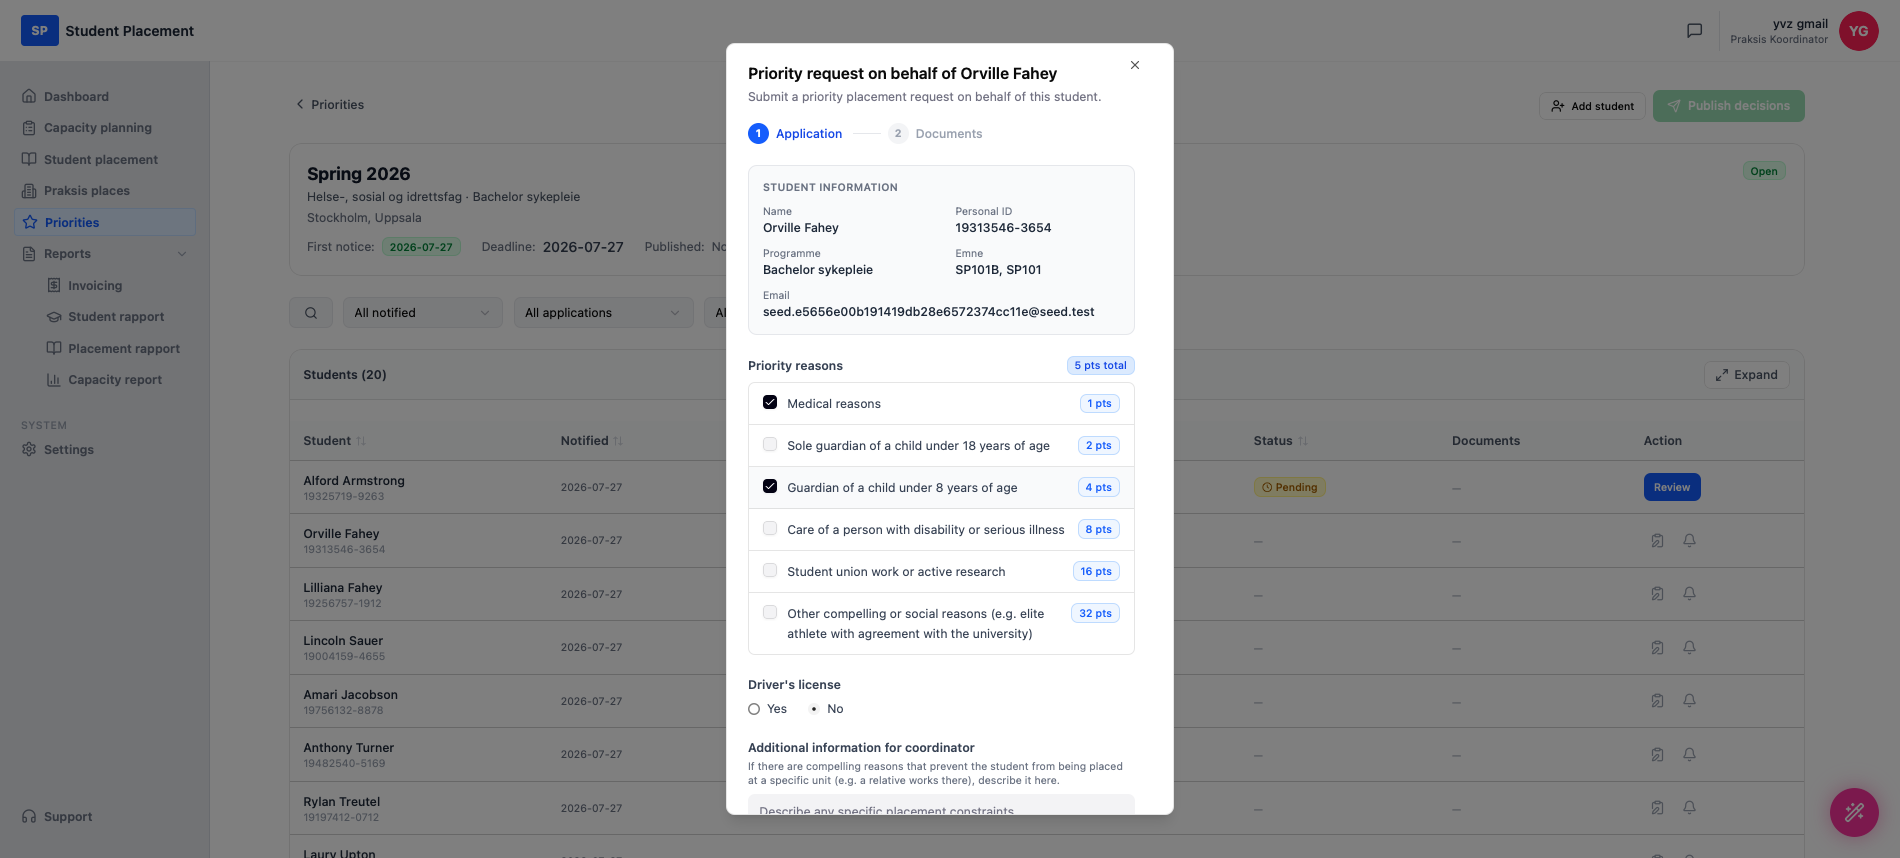 SP Student Placement
yvz gmail
Praksis Koordinator
YG
Dashboard
Capacity planning
Student placement
Praksis places
Priorities
Reports
Invoicing
Student rapport
Placement rapport
Capacity report
SYSTEM
Settings
Support
Priorities
Add student
Publish decisions
Spring 2026
Open
Helse-, sosial og idrettsfag · Bachelor sykepleie
Stockholm, Uppsala
First notice: 2026-07-27 Deadline: 2026-07-27 Published:
All notified
All applications
Students (20)
Expand
Student Notified Status Documents Action
Alford Armstrong
19325719-9263
2026-07-27
Pending
—
Review
Orville Fahey
19313546-3654
2026-07-27
—
—
Lilliana Fahey
19256757-1912
2026-07-27
—
—
Lincoln Sauer
19004159-4655
2026-07-27
—
—
Amari Jacobson
19756132-8878
2026-07-27
—
—
Anthony Turner
19482540-5169
2026-07-27
—
—
Rylan Treutel
19197412-0712
2026-07-27
—
—
Laury Upton
Priority request on behalf of Orville Fahey
Submit a priority placement request on behalf of this student.
1 Application 2 Documents
STUDENT INFORMATION
Name
Orville Fahey
Personal ID
19313546-3654
Programme
Bachelor sykepleie
Emne
SP101B, SP101
Email
seed.e5656e00b191419db28e6572374cc11e@seed.test
Priority reasons
5 pts total
Medical reasons 1 pts
Sole guardian of a child under 18 years of age 2 pts
Guardian of a child under 8 years of age 4 pts
Care of a person with disability or serious illness 8 pts
Student union work or active research 16 pts
Other compelling or social reasons (e.g. elite 32 pts
athlete with agreement with the university)
Driver's license
Yes No
Additional information for coordinator
If there are compelling reasons that prevent the student from being placed
at a specific unit (e.g. a relative works there), describe it here.
Describe any specific placement constraints